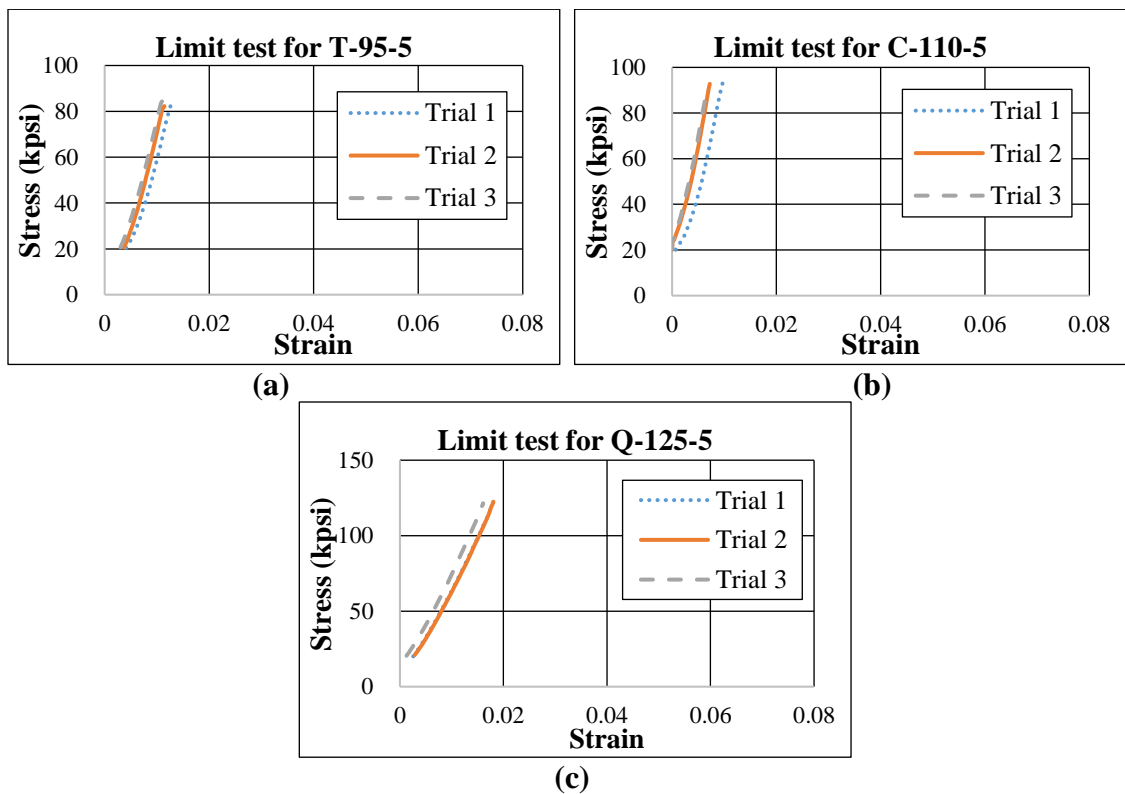 Limit test for T-95-5
Stress (kpsi)
100
80
60
40
20
0
0 0.02 0.04 0.06 0.08
Strain
Trial 1
Trial 2
Trial 3
(a)
Limit test for C-110-5
Stress (kpsi)
100
80
60
40
20
0
0 0.02 0.04 0.06 0.08
Strain
Trial 1
Trial 2
Trial 3
(b)
Limit test for Q-125-5
Stress (kpsi)
150
100
50
0
0 0.02 0.04 0.06 0.08
Strain
Trial 1
Trial 2
Trial 3
(c)